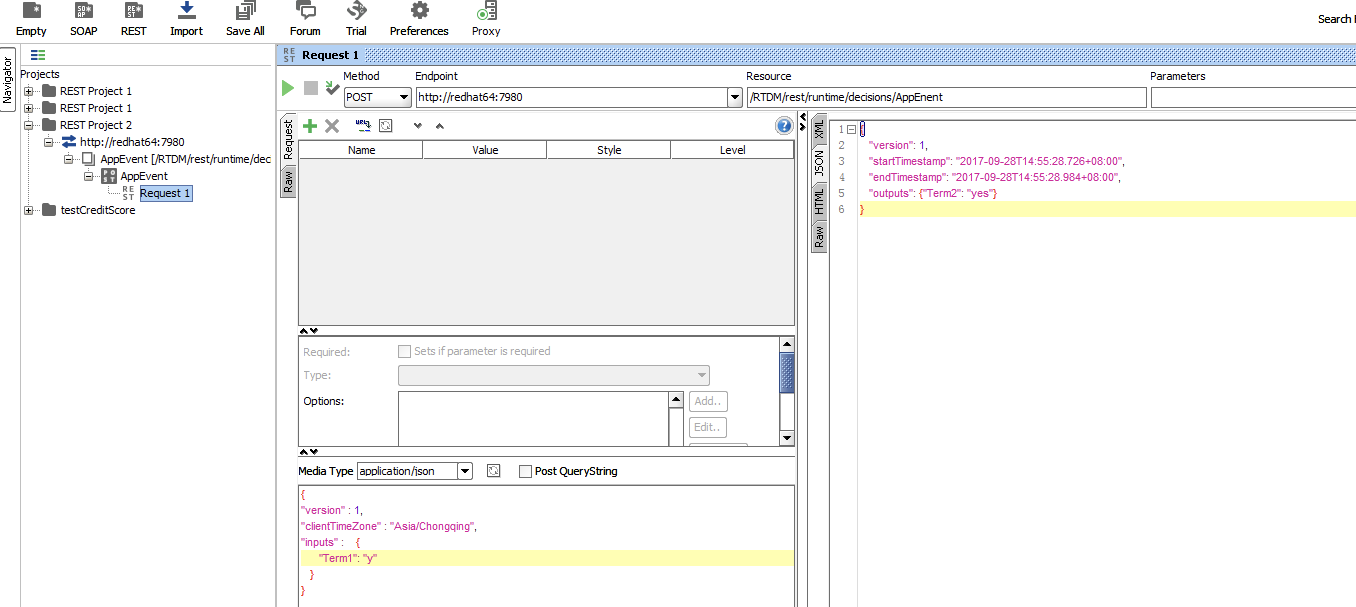 Empty SOAP REST Import Save All Forum Trial Preferences Proxy Search
Navigator
Projects
REST Project 1
REST Project 1
REST Project 2
http://redhat64:7980
AppEvent [/RTDM/rest/runtime/dec
AppEvent
Request 1
testCreditScore
Request 1
Method Endpoint Resource Parameters
POST http://redhat64:7980 /RTDM/rest/runtime/decisions/AppEnent
Request
Raw
Name Value Style Level
Required: Sets if parameter is required
Type:
Options: Add..
Edit..
Media Type application/json Post QueryString
{
"version" : 1,
"clientTimeZone" : "Asia/Chongqing",
"inputs" : {
"Term1": "y"
}
}
XML
JSON
HTML
Raw
1 {
2 "version": 1,
3 "startTimestamp": "2017-09-28T14:55:28.726+08:00",
4 "endTimestamp": "2017-09-28T14:55:28.984+08:00",
5 "outputs": {"Term2": "yes"}
6 }